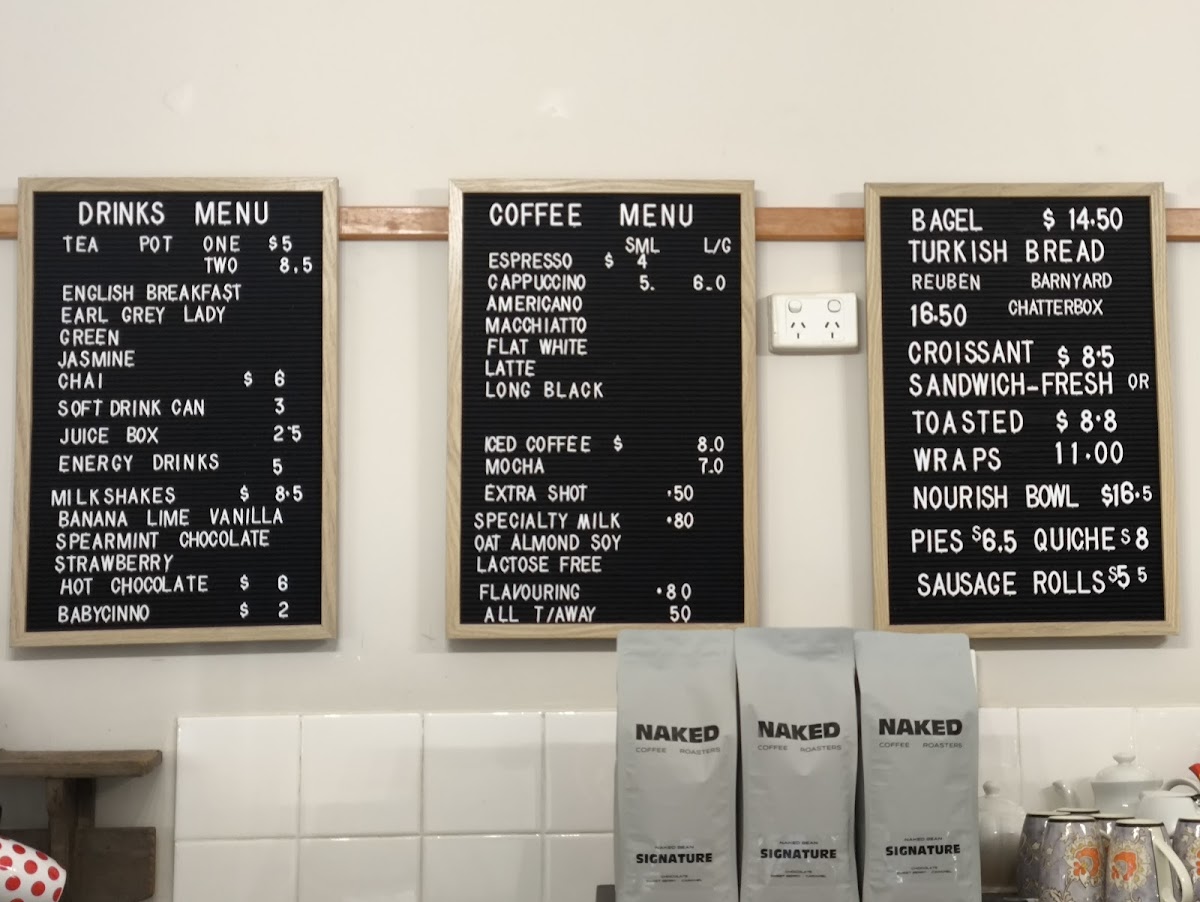 DRINKS MENU
TEA POT ONE $5
TWO 8.5
ENGLISH BREAKFAST
EARL GREY LADY
GREEN
JASMINE
CHAI $ 6
SOFT DRINK CAN 3
JUICE BOX 2.5
ENERGY DRINKS 5
MILKSHAKES $ 8.5
BANANA LIME VANILLA
SPEARMINT CHOCOLATE
STRAWBERRY
HOT CHOCOLATE $ 6
BABYCINNO $ 2
COFFEE MENU
SML L/G
ESPRESSO $ 4
CAPPUCCINO 5. 6.0
AMERICANO
MACCHIATTO
FLAT WHITE
LATTE
LONG BLACK
ICED COFFEE $ 8.0
MOCHA 7.0
EXTRA SHOT .50
SPECIALTY MILK .80
OAT ALMOND SOY
LACTOSE FREE
FLAVOURING .80
ALL T/AWAY 50
BAGEL $ 14.50
TURKISH BREAD
REUBEN BARNYARD
16.50 CHATTERBOX
CROISSANT $ 8.5
SANDWICH-FRESH OR
TOASTED $ 8.8
WRAPS 11.00
NOURISH BOWL $16.5
PIES $6.5 QUICHE $8
SAUSAGE ROLLS $5 5
NAKED
COFFEE ROASTERS
NAKED BEAN
SIGNATURE
NAKED
COFFEE ROASTERS
NAKED BEAN
SIGNATURE
NAKED
COFFEE ROASTERS
NAKED BEAN
SIGNATURE